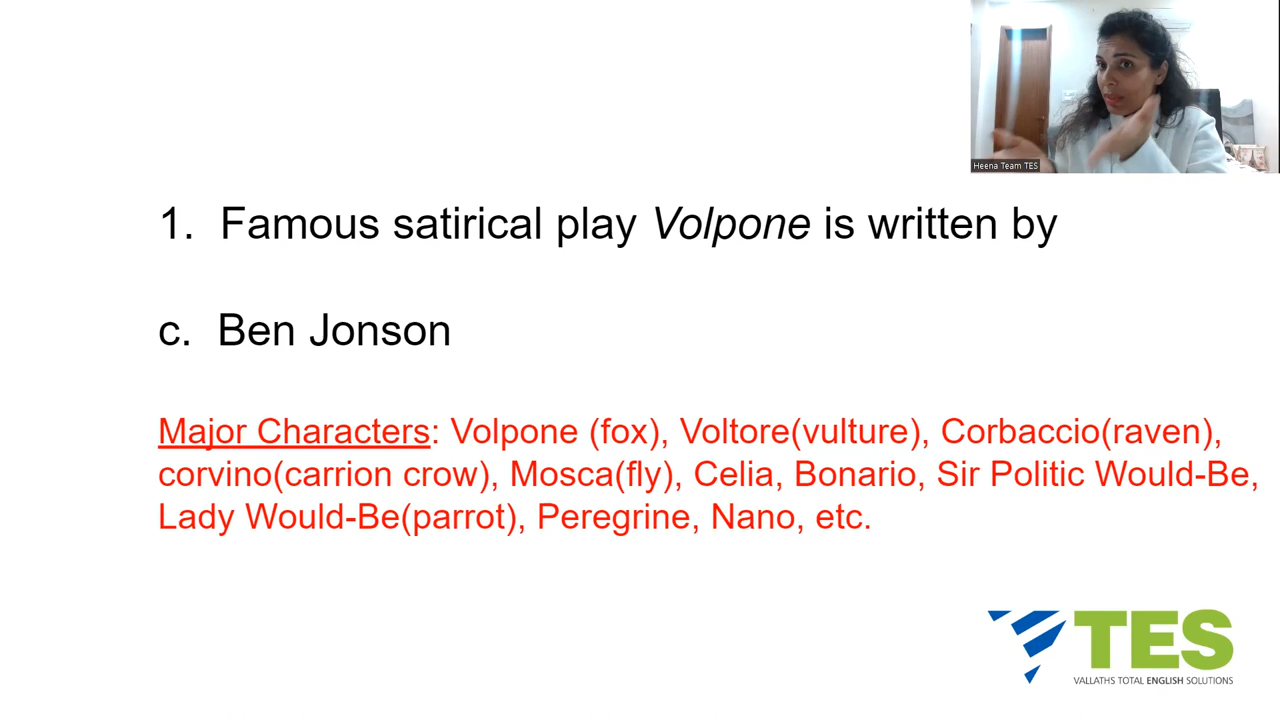 Heena Team TES
1. Famous satirical play Volpone is written by
c. Ben Jonson
Major Characters: Volpone (fox), Voltore(vulture), Corbaccio(raven),
corvino(carrion crow), Mosca(fly), Celia, Bonario, Sir Politic Would-Be,
Lady Would-Be(parrot), Peregrine, Nano, etc.
TES
VALLATHS TOTAL ENGLISH SOLUTIONS